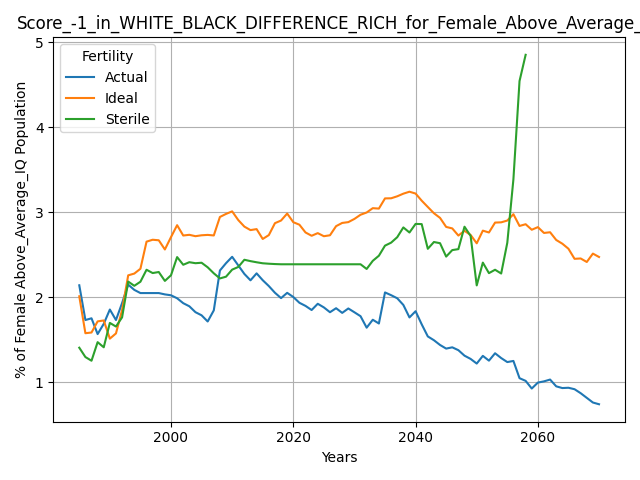 Score_-1_in_WHITE_BLACK_DIFFERENCE_RICH_for_Female_Above_Average_
Fertility
Actual
Ideal
Sterile
% of Female Above_Average_IQ Population
5
4
3
2
1
2000 2020 2040 2060
Years